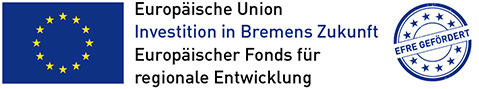 Europäische Union
Investition in Bremens Zukunft
Europäischer Fonds für
regionale Entwicklung
EFRE GEFÖRDERT